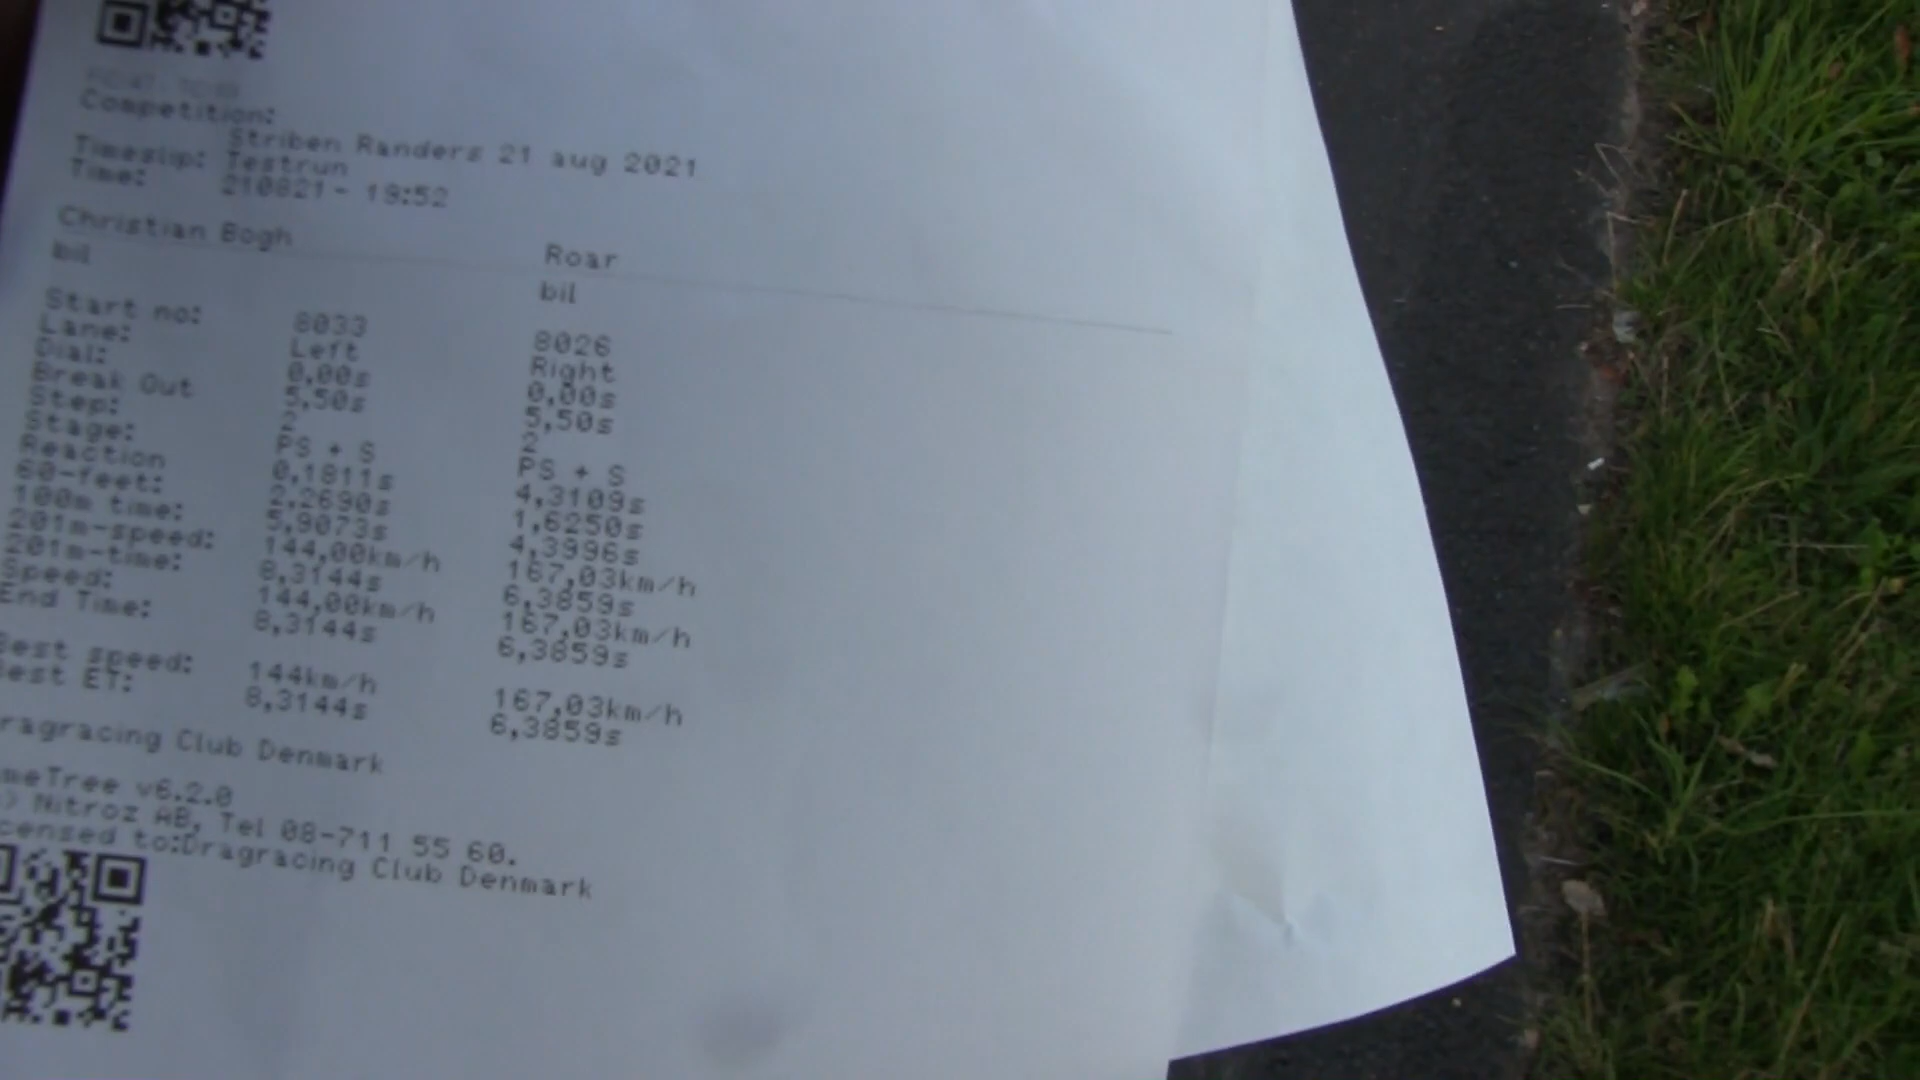 Competition:
Striben Randers 21 aug 2021
Timeslip: Testrun
Time: 210821- 19:52
Christian Bogh Roar
bil bil
Start no: 8033 8026
Lane: Left Right
Dial: 0,00s 0,00s
Break Out 5,50s 5,50s
Step: 2 2
Stage: PS + S PS + S
Reaction 0,1811s 4,3109s
60-feet: 2,2690s 1,6250s
100m time: 5,9073s 4,3996s
201m-speed: 144,00km/h 167,03km/h
201m-time: 8,3144s 6,3859s
Speed: 144,00km/h 167,03km/h
End Time: 8,3144s 6,3859s
Best speed: 144km/h 167,03km/h
Best ET: 8,3144s 6,3859s
ragracing Club Denmark
meTree v6.2.0
) Nitroz AB, Tel 08-711 55 60.
censed to:Dragracing Club Denmark